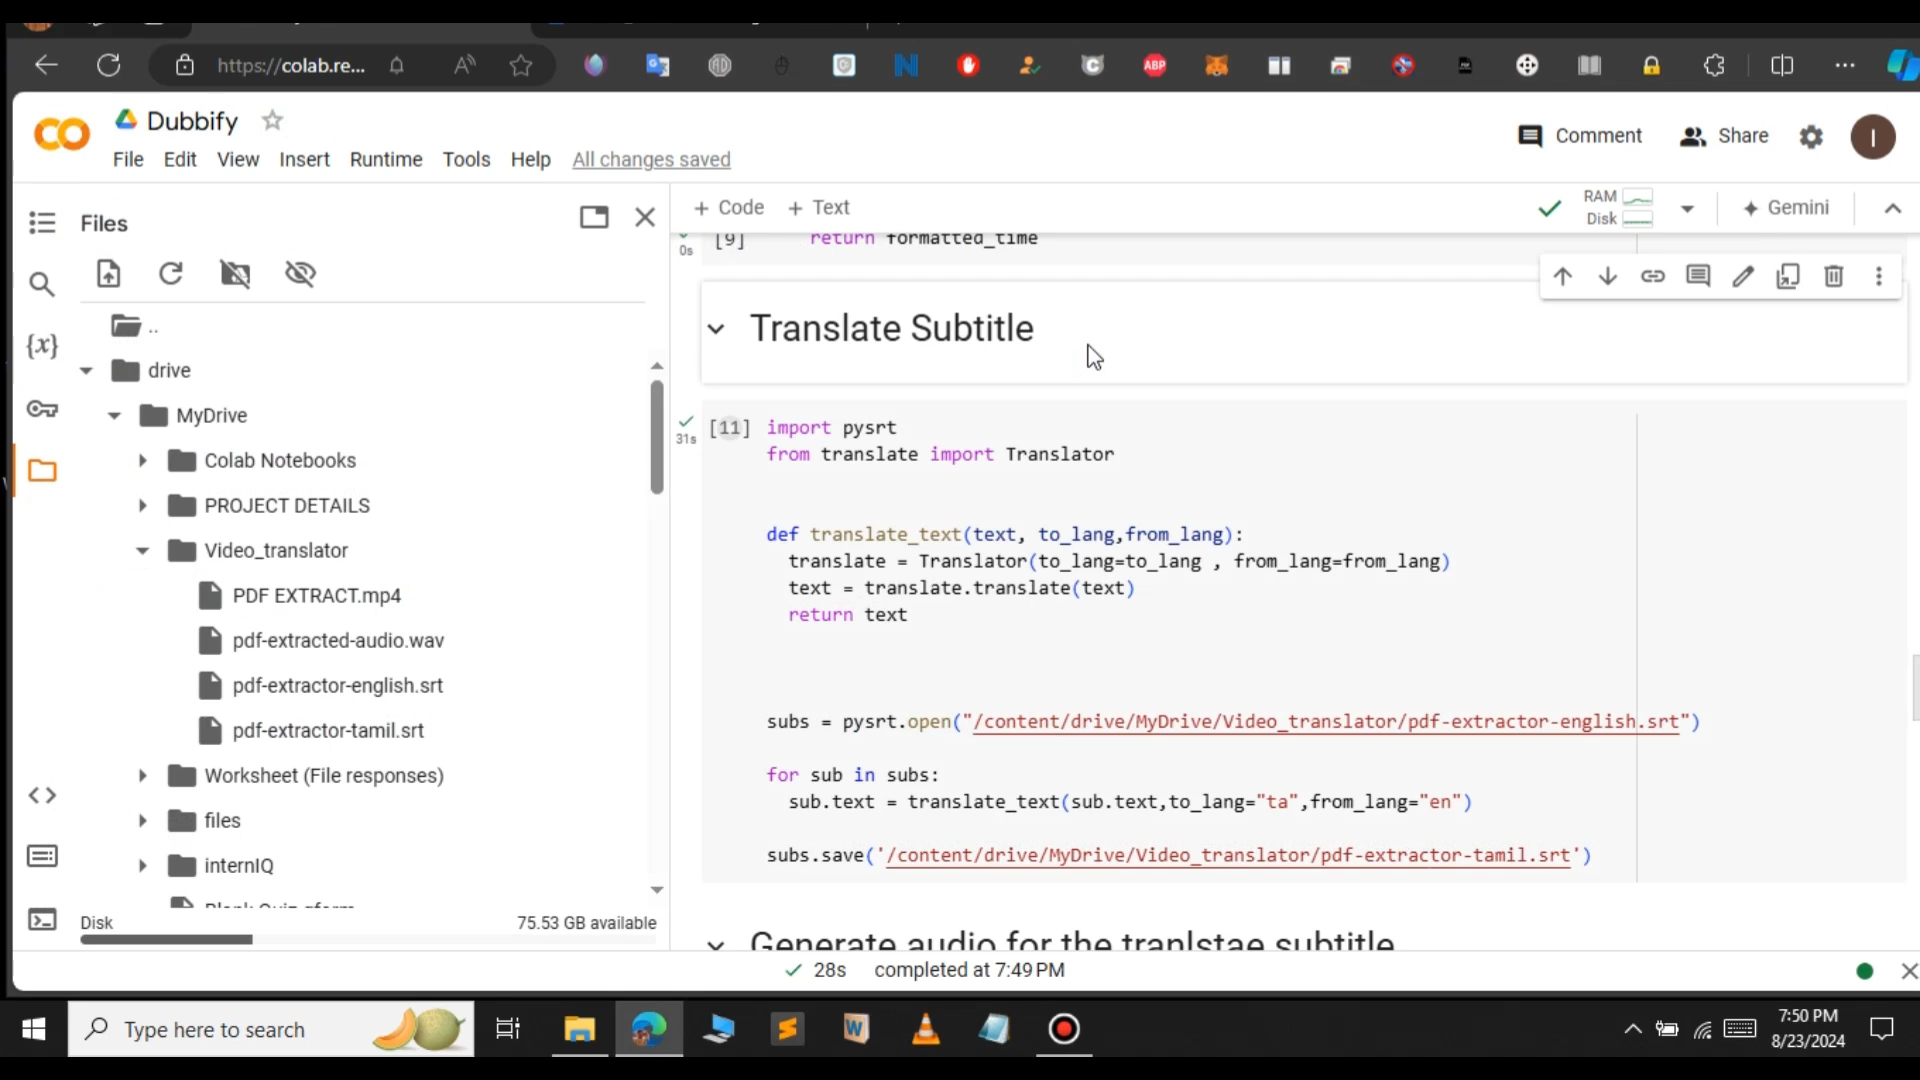 https://colab.re...
Dubbify
File Edit View Insert Runtime Tools Help All changes saved
Comment Share I
Files
+ Code + Text
RAM
Disk
Gemini
..
drive
MyDrive
Colab Notebooks
PROJECT DETAILS
Video_translator
PDF EXTRACT.mp4
pdf-extracted-audio.wav
pdf-extractor-english.srt
pdf-extractor-tamil.srt
Worksheet (File responses)
files
internIQ
Disk 75.53 GB available
0s [9] return formatted_time
Translate Subtitle
31s [11] import pysrt
from translate import Translator
def translate_text(text, to_lang,from_lang):
translate = Translator(to_lang=to_lang , from_lang=from_lang)
text = translate.translate(text)
return text
subs = pysrt.open("/content/drive/MyDrive/Video_translator/pdf-extractor-english.srt")
for sub in subs:
sub.text = translate_text(sub.text,to_lang="ta",from_lang="en")
subs.save('/content/drive/MyDrive/Video_translator/pdf-extractor-tamil.srt')
Generate audio for the tranlstae subtitle
28s completed at 7:49 PM
Type here to search
7:50 PM
8/23/2024